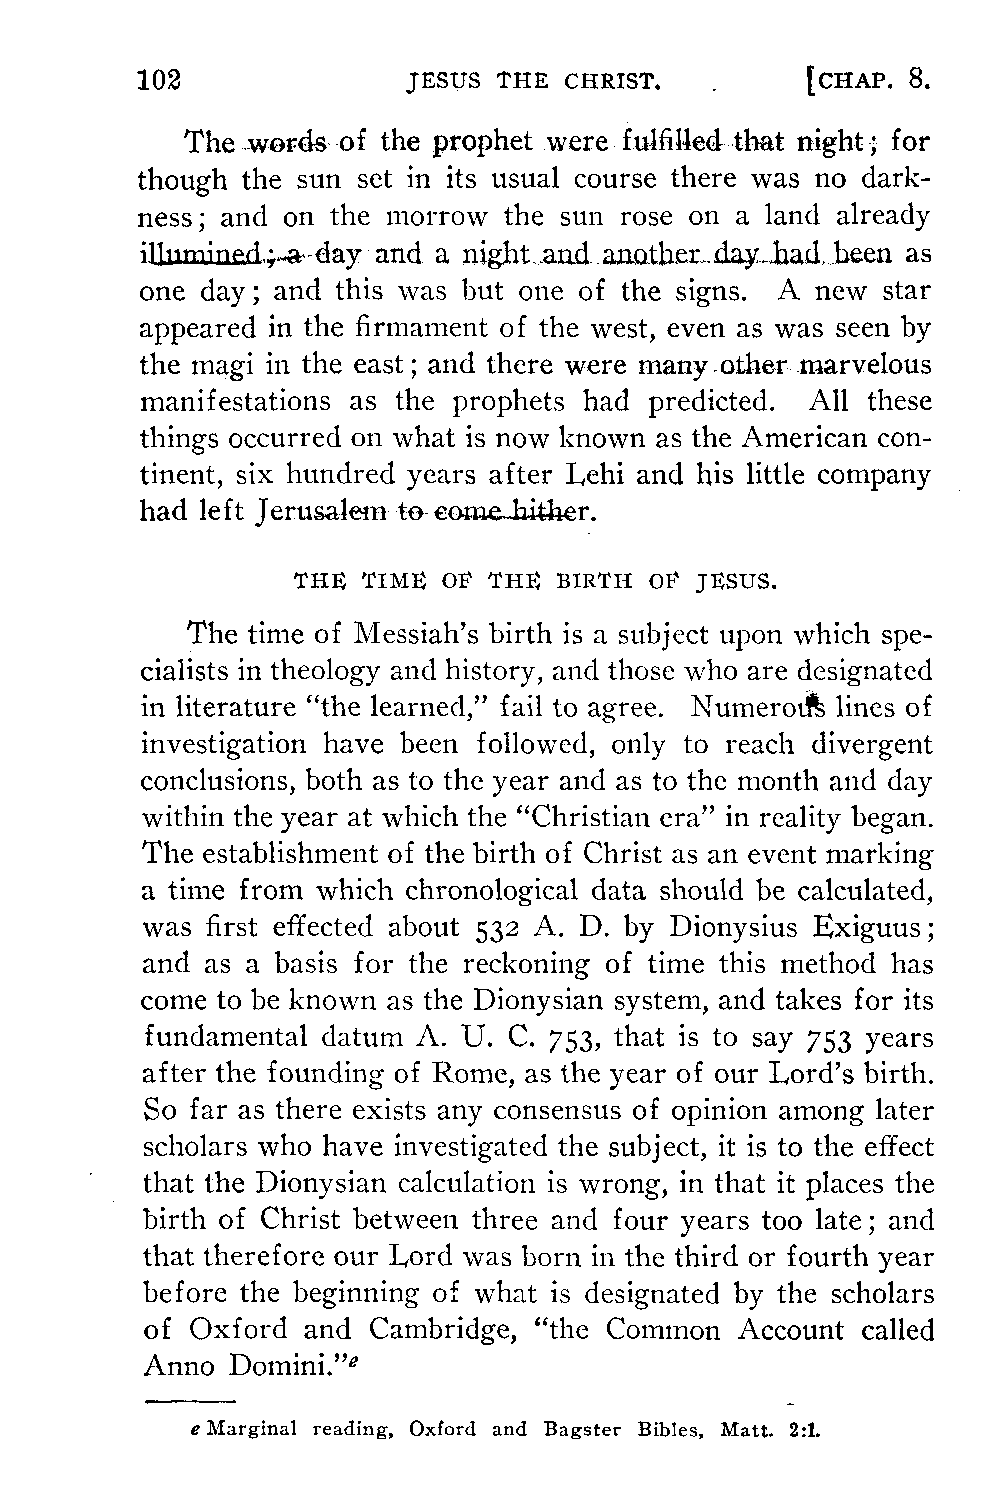 102 JESUS THE CHRIST. [CHAP. 8.
The words of the prophet were fulfilled that night; for
though the sun set in its usual course there was no dark-
ness; and on the morrow the sun rose on a land already
illumined; a day and a night and another day had been as
one day; and this was but one of the signs. A new star
appeared in the firmament of the west, even as was seen by
the magi in the east; and there were many other marvelous
manifestations as the prophets had predicted. All these
things occurred on what is now known as the American con-
tinent, six hundred years after Lehi and his little company
had left Jerusalem to come hither.
THE TIME OF THE BIRTH OF JESUS.
The time of Messiah's birth is a subject upon which spe-
cialists in theology and history, and those who are designated
in literature "the learned," fail to agree. Numerous lines of
investigation have been followed, only to reach divergent
conclusions, both as to the year and as to the month and day
within the year at which the "Christian era" in reality began.
The establishment of the birth of Christ as an event marking
a time from which chronological data should be calculated,
was first effected about 532 A. D. by Dionysius Exiguus;
and as a basis for the reckoning of time this method has
come to be known as the Dionysian system, and takes for its
fundamental datum A. U. C. 753, that is to say 753 years
after the founding of Rome, as the year of our Lord's birth.
So far as there exists any consensus of opinion among later
scholars who have investigated the subject, it is to the effect
that the Dionysian calculation is wrong, in that it places the
birth of Christ between three and four years too late; and
that therefore our Lord was born in the third or fourth year
before the beginning of what is designated by the scholars
of Oxford and Cambridge, "the Common Account called
Anno Domini."e
e Marginal reading, Oxford and Bagster Bibles, Matt. 2:1.